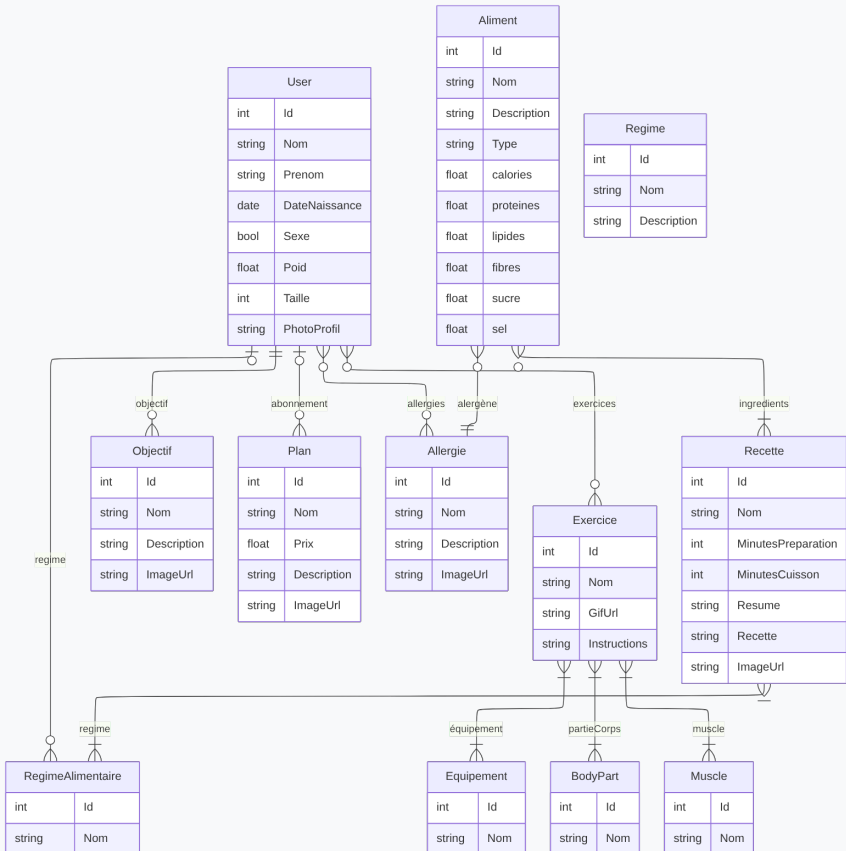 Aliment
int Id
string Nom
string Description
string Type
float calories
float proteines
float lipides
float fibres
float sucre
float sel
User
int Id
string Nom
string Prenom
date DateNaissance
bool Sexe
float Poid
int Taille
string PhotoProfil
Regime
int Id
string Nom
string Description
objectif
abonnement
allergies
alergène
exercices
ingredients
regime
Objectif
int Id
string Nom
string Description
string ImageUrl
Plan
int Id
string Nom
float Prix
string Description
string ImageUrl
Allergie
int Id
string Nom
string Description
string ImageUrl
Exercice
int Id
string Nom
string GifUrl
string Instructions
Recette
int Id
string Nom
int MinutesPreparation
int MinutesCuisson
string Resume
string Recette
string ImageUrl
regime
équipement
partieCorps
muscle
RegimeAlimentaire
int Id
string Nom
Equipement
int Id
string Nom
BodyPart
int Id
string Nom
Muscle
int Id
string Nom